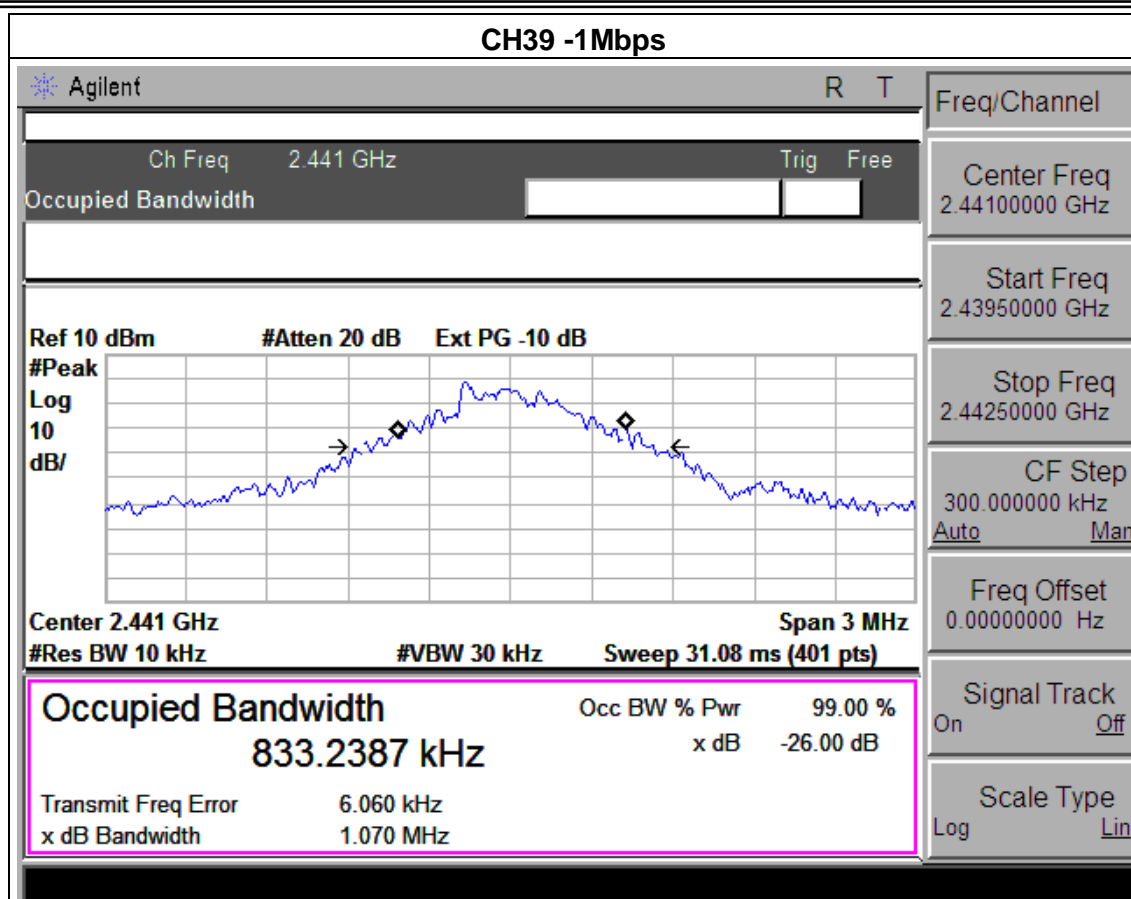 CH39 -1Mbps
Agilent R T
Ch Freq 2.441 GHz Trig Free
Occupied Bandwidth
Ref 10 dBm #Atten 20 dB Ext PG -10 dB
#Peak
Log
10
dB/
Center 2.441 GHz Span 3 MHz
#Res BW 10 kHz #VBW 30 kHz Sweep 31.08 ms (401 pts)
Occupied Bandwidth Occ BW % Pwr 99.00 %
833.2387 kHz x dB -26.00 dB
Transmit Freq Error 6.060 kHz
x dB Bandwidth 1.070 MHz
Freq/Channel
Center Freq
2.44100000 GHz
Start Freq
2.43950000 GHz
Stop Freq
2.44250000 GHz
CF Step
300.000000 kHz
Auto Man
Freq Offset
0.00000000 Hz
Signal Track
On Off
Scale Type
Log Lin